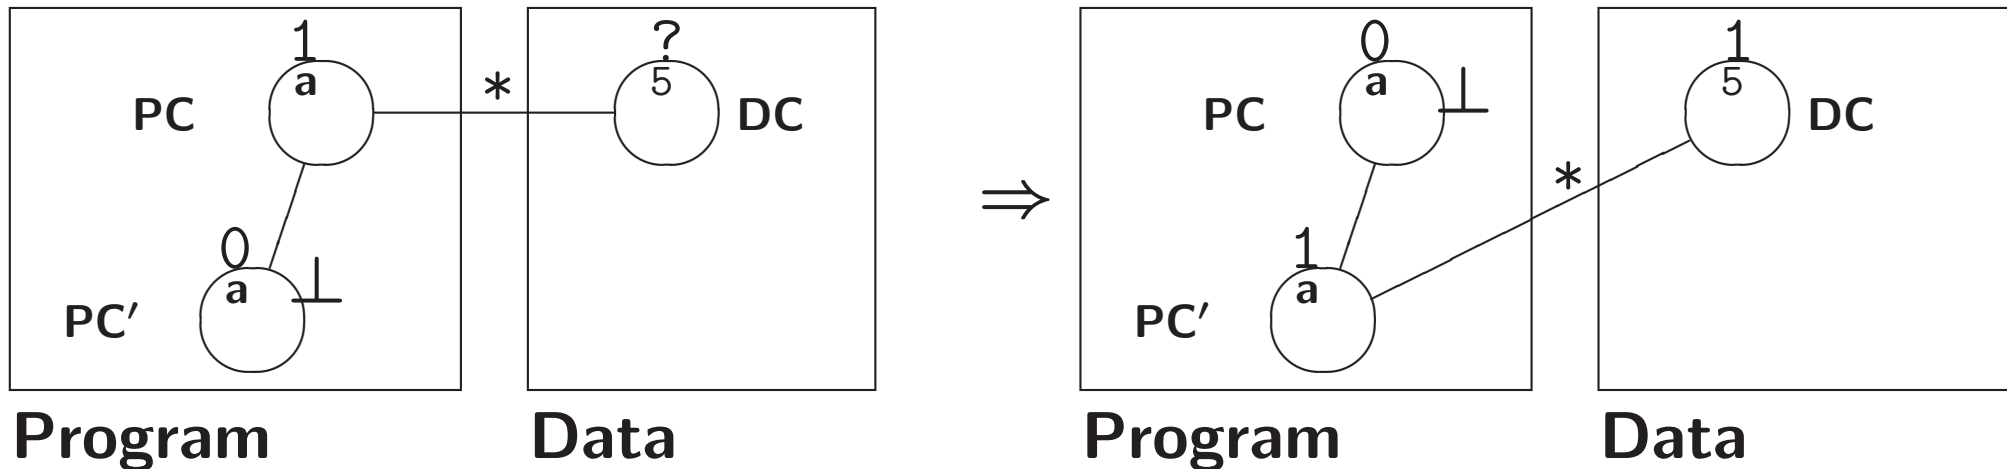 1 ? 0 1
a * 5 a ⊥ 5
PC DC PC DC
⇒ *
0 1
a ⊥ a
PC′ PC′
Program Data Program Data